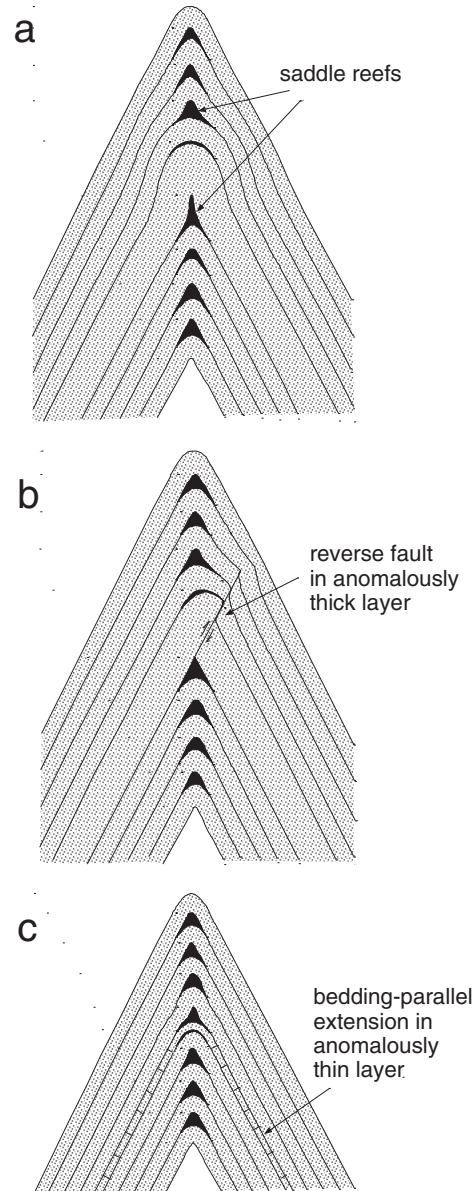 a
saddle reefs
b
reverse fault
in anomalously
thick layer
c
bedding-parallel
extension in
anomalously
thin layer